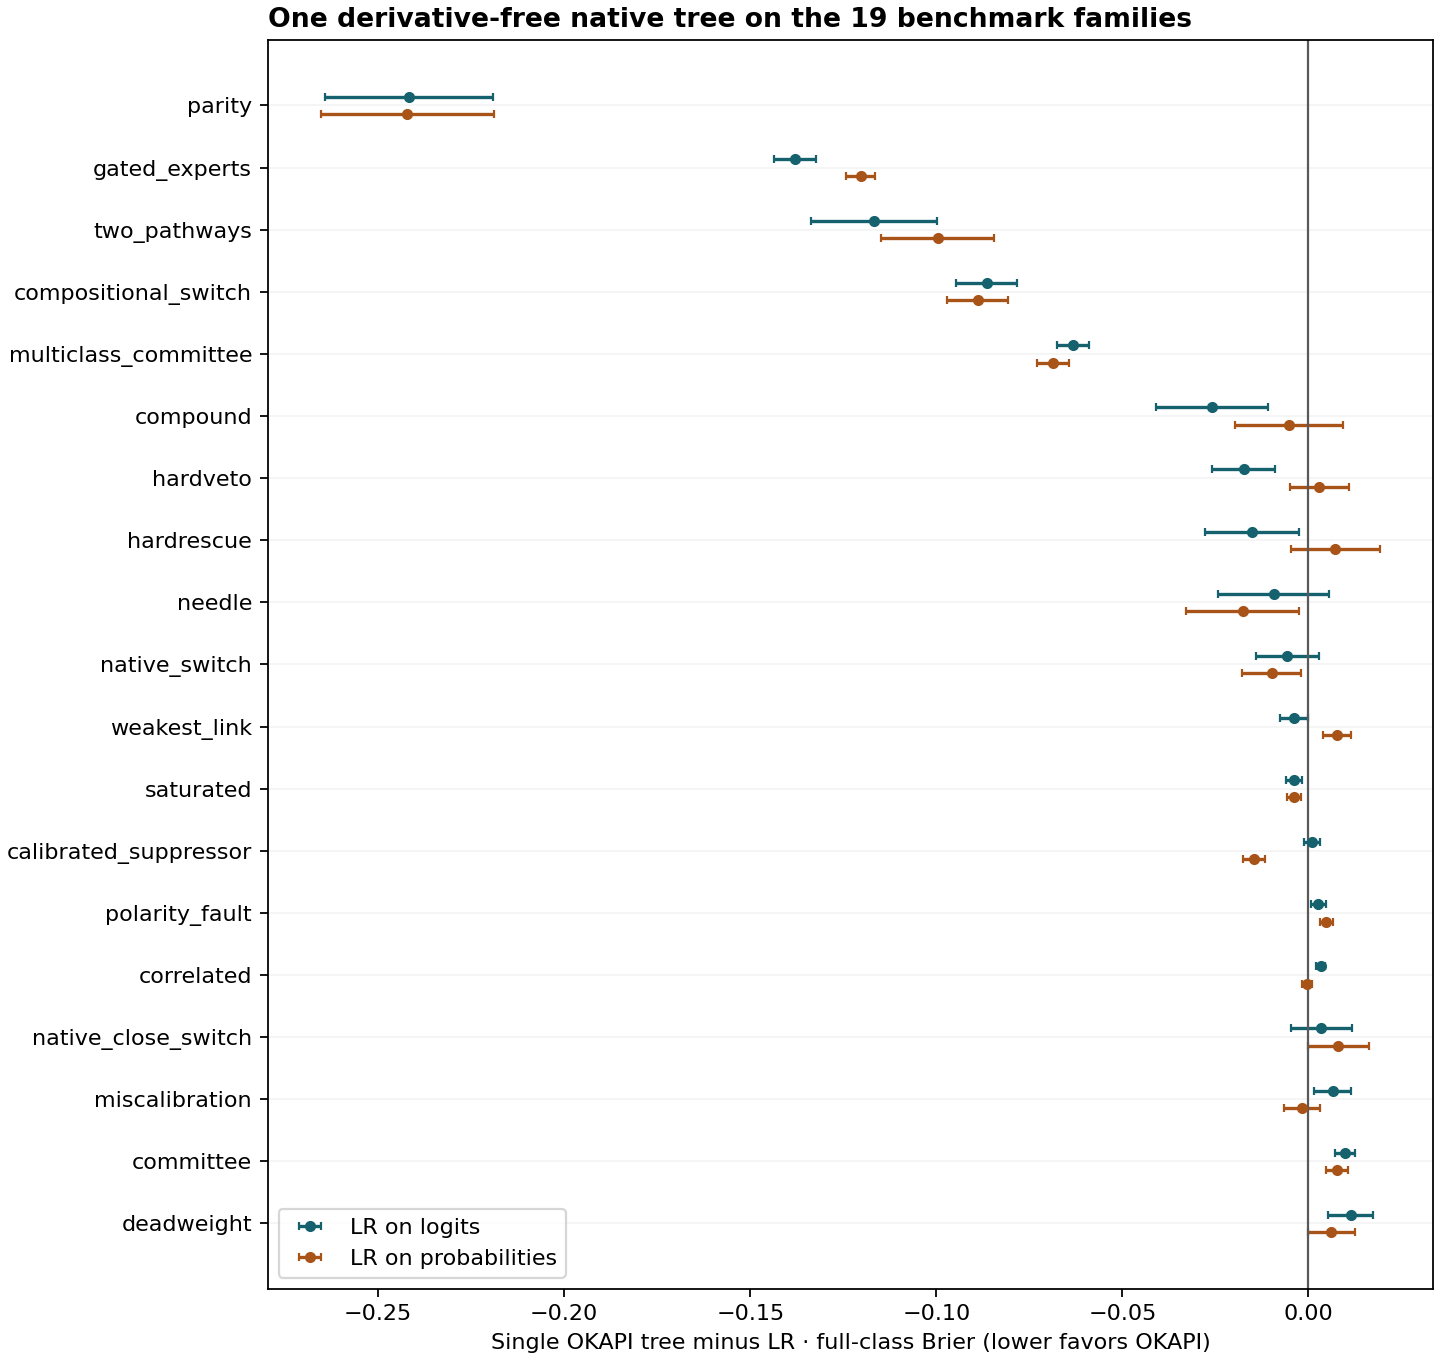 One derivative-free native tree on the 19 benchmark families
parity
gated_experts
two_pathways
compositional_switch
multiclass_committee
compound
hardveto
hardrescue
needle
native_switch
weakest_link
saturated
calibrated_suppressor
polarity_fault
correlated
native_close_switch
miscalibration
committee
deadweight
LR on logits
LR on probabilities
−0.25 −0.20 −0.15 −0.10 −0.05 0.00
Single OKAPI tree minus LR · full-class Brier (lower favors OKAPI)